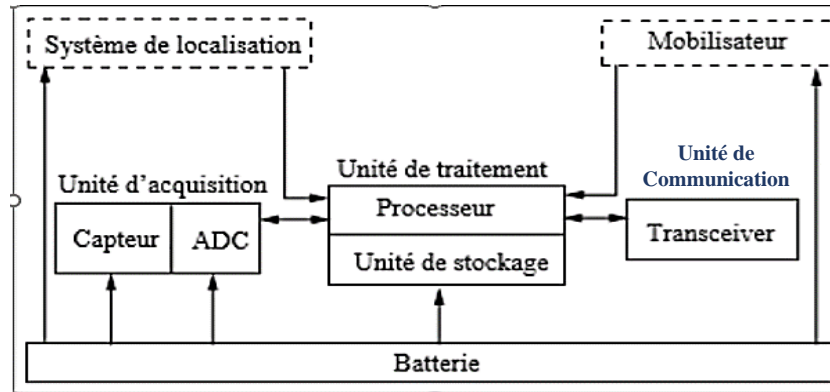 Système de localisation
Mobilisateur
Unité de traitement
Unité de
Communication
Unité d'acquisition
Processeur
Capteur
ADC
Transceiver
Unité de stockage
Batterie